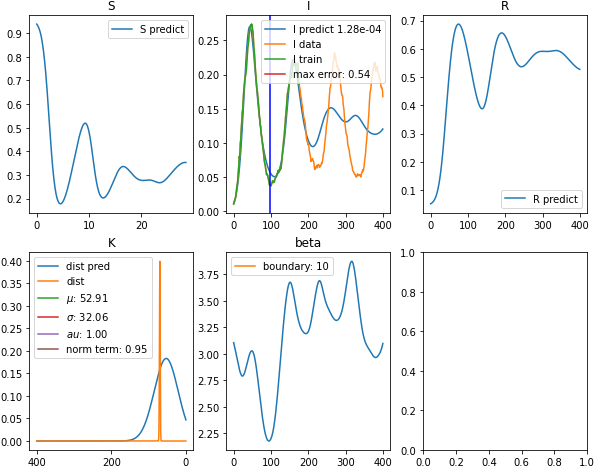 S
I
R
0.9
0.8
0.7
0.6
0.5
0.4
0.3
0.2
0 10 20
S predict
0.25
0.20
0.15
0.10
0.05
0.00
0 100 200 300 400
I predict 1.28e-04
I data
I train
max error: 0.54
0.7
0.6
0.5
0.4
0.3
0.2
0.1
0 100 200 300 400
R predict
K
beta
0.40
0.35
0.30
0.25
0.20
0.15
0.10
0.05
0.00
400 200 0
dist pred
dist
μ: 52.91
σ: 32.06
au: 1.00
norm term: 0.95
3.75
3.50
3.25
3.00
2.75
2.50
2.25
0 100 200 300 400
boundary: 10
1.0
0.8
0.6
0.4
0.2
0.0
0.0 0.2 0.4 0.6 0.8 1.0